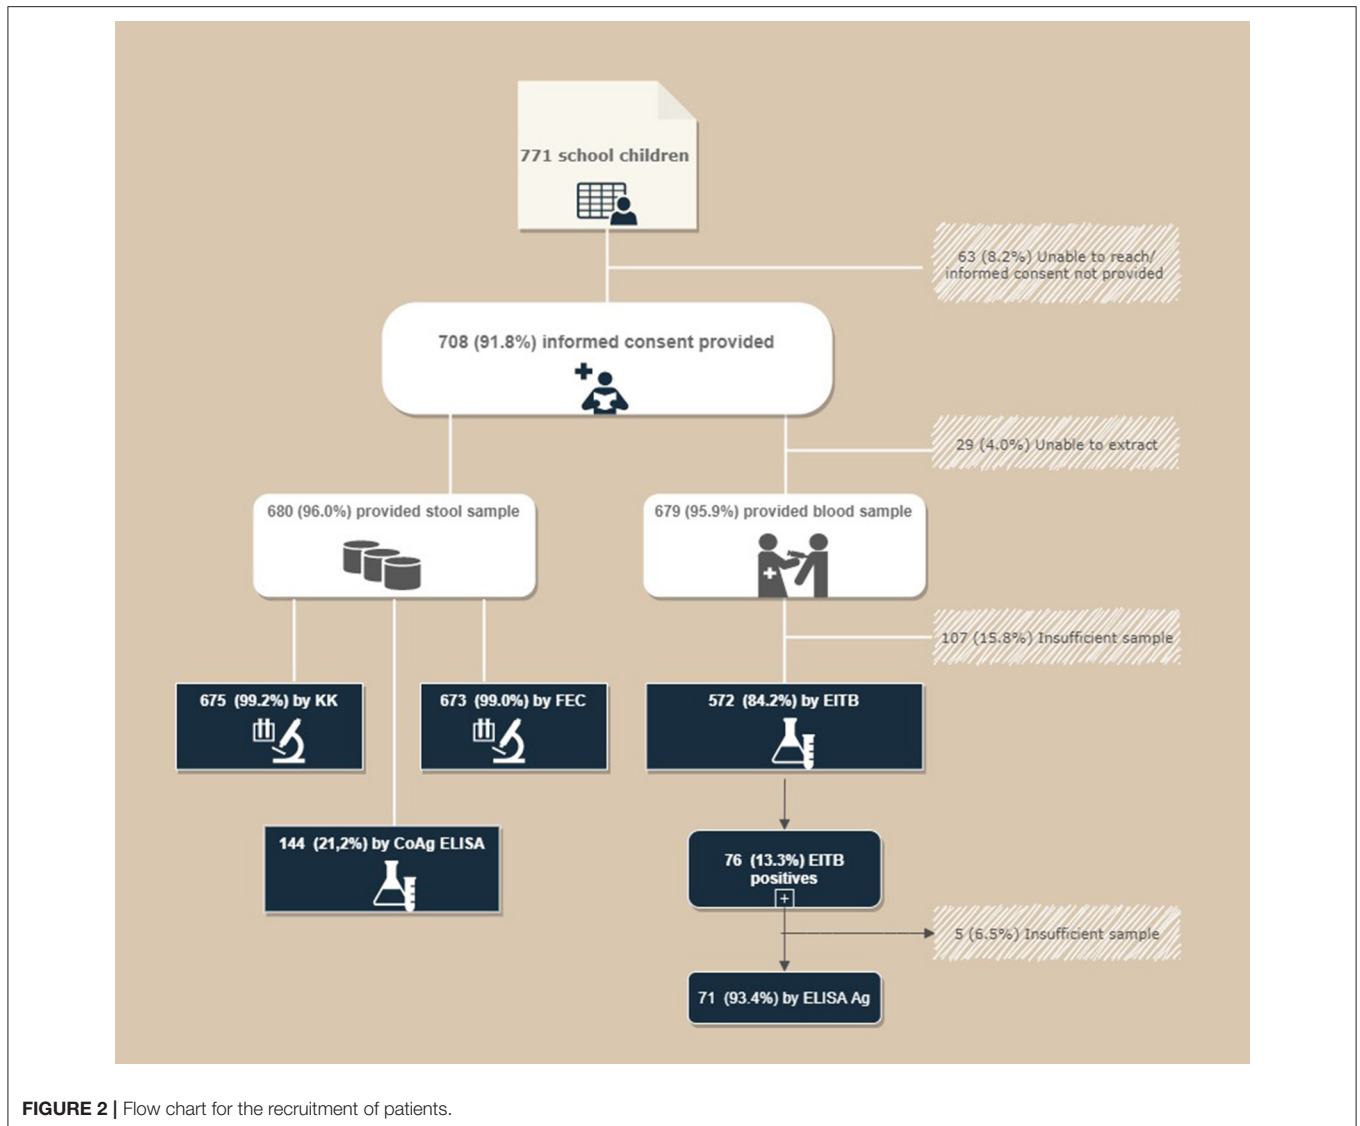 771 school children
63 (8.2%) Unable to reach/
informed consent not provided
708 (91.8%) informed consent provided
29 (4.0%) Unable to extract
680 (96.0%) provided stool sample
679 (95.9%) provided blood sample
107 (15.8%) Insufficient sample
675 (99.2%) by KK
673 (99.0%) by FEC
572 (84.2%) by EITB
144 (21,2%) by CoAg ELISA
76 (13.3%) EITB
positives
5 (6.5%) Insufficient sample
71 (93.4%) by ELISA Ag
FIGURE 2 | Flow chart for the recruitment of patients.